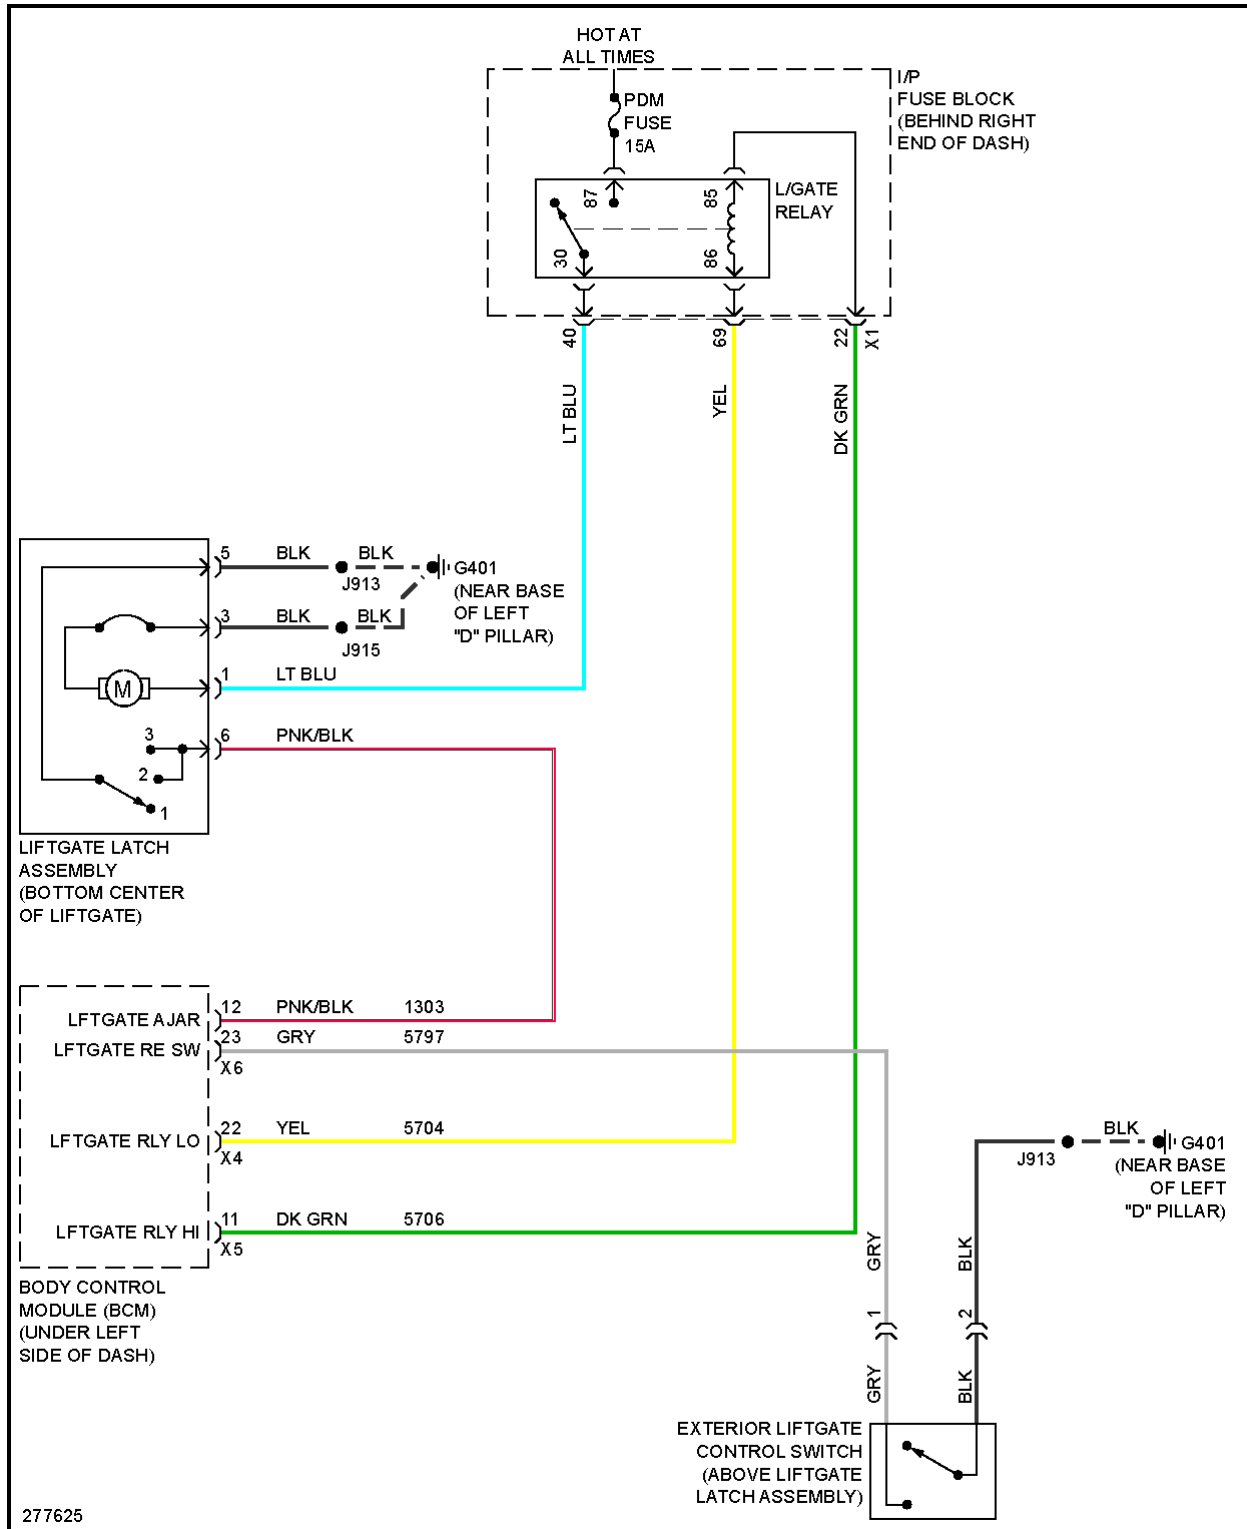 HOT AT
ALL TIMES
I/P
FUSE BLOCK
(BEHIND RIGHT
END OF DASH)
PDM
FUSE
15A
87
85
L/GATE
RELAY
30
86
40
69
22
X1
LT BLU
YEL
DK GRN
5
BLK
BLK
J913
G401
(NEAR BASE
OF LEFT
"D" PILLAR)
3
BLK
BLK
J915
1
LT BLU
M
6
PNK/BLK
3
2
1
LIFTGATE LATCH
ASSEMBLY
(BOTTOM CENTER
OF LIFTGATE)
LFTGATE AJAR
12
PNK/BLK
1303
LFTGATE RE SW
23
GRY
5797
X6
LFTGATE RLY LO
22
YEL
5704
X4
LFTGATE RLY HI
11
DK GRN
5706
X5
BODY CONTROL
MODULE (BCM)
(UNDER LEFT
SIDE OF DASH)
BLK
J913
G401
(NEAR BASE
OF LEFT
"D" PILLAR)
GRY
BLK
1
2
GRY
BLK
EXTERIOR LIFTGATE
CONTROL SWITCH
(ABOVE LIFTGATE
LATCH ASSEMBLY)
277625